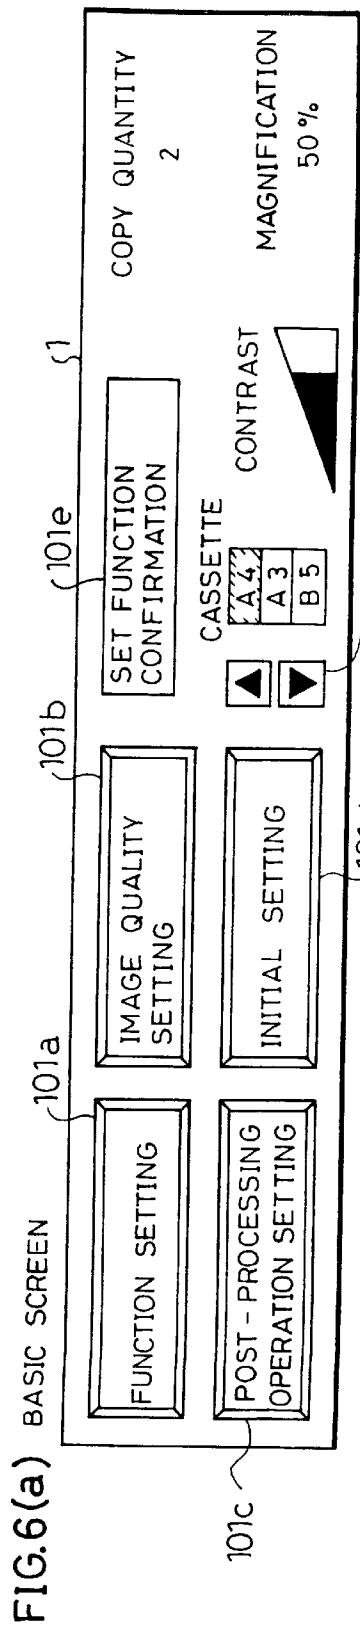 FIG.6(a) BASIC SCREEN
101a
101b
101e
1
FUNCTION SETTING
IMAGE QUALITY
SETTING
SET FUNCTION
CONFIRMATION
COPY QUANTITY
2
POST-PROCESSING
OPERATION SETTING
INITIAL SETTING
CASSETTE
A4
A3
B5
CONTRAST
MAGNIFICATION
50%
101c